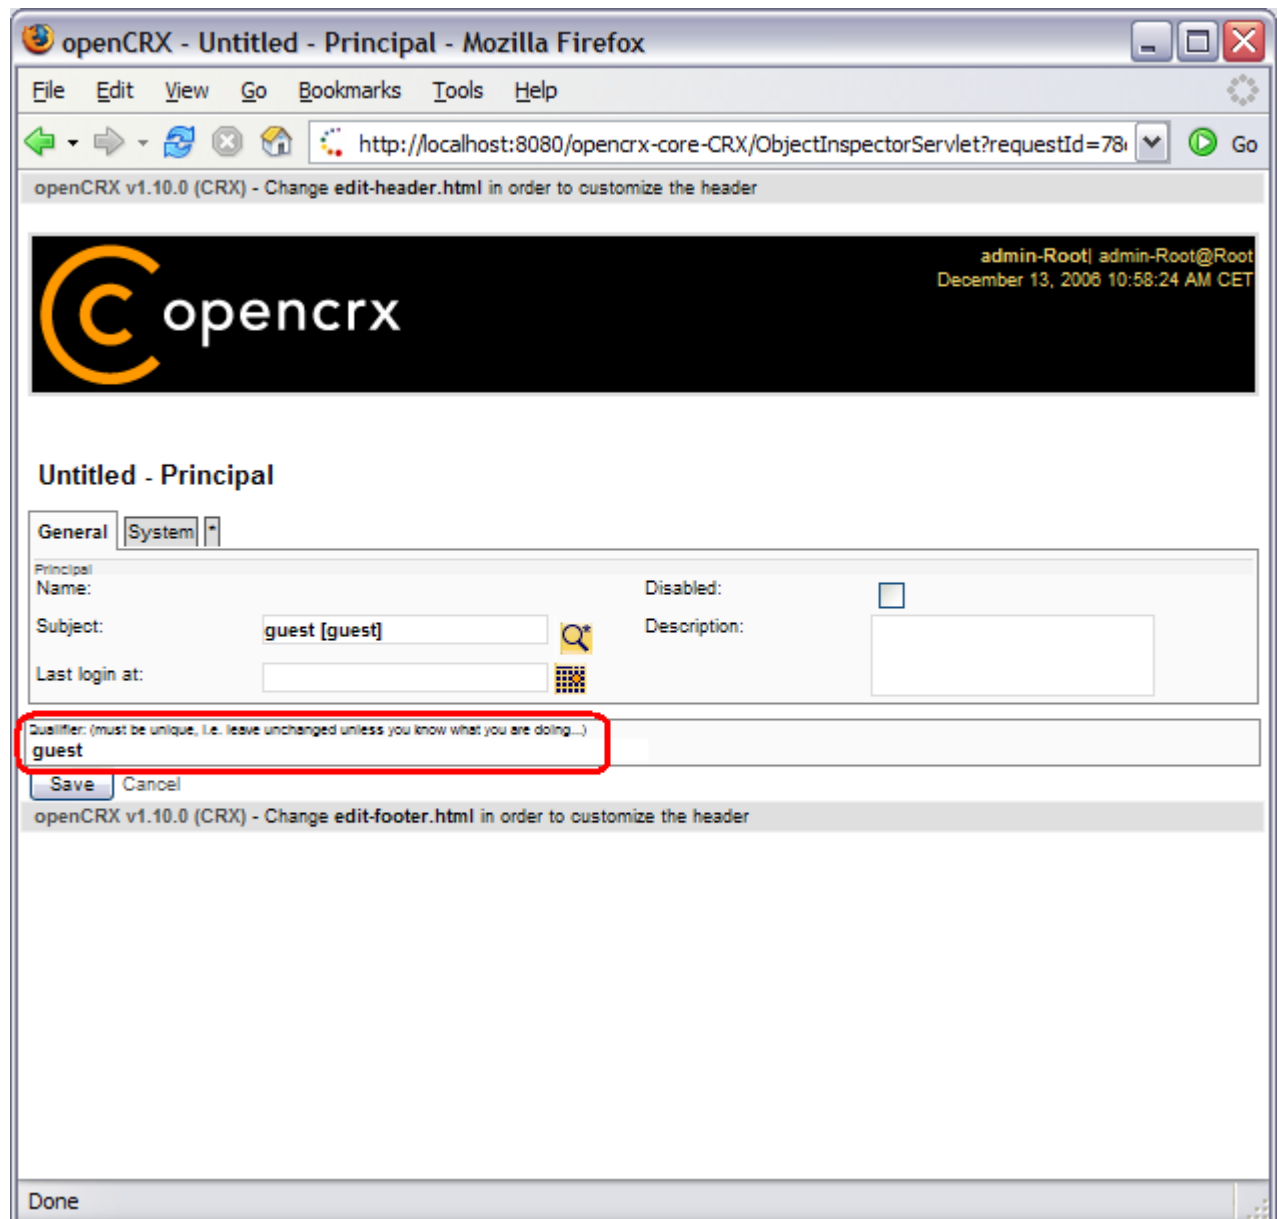 openCRX - Untitled - Principal - Mozilla Firefox
File Edit View Go Bookmarks Tools Help
http://localhost:8080/opencrx-core-CRX/ObjectInspectorServlet?requestId=78 Go
openCRX v1.10.0 (CRX) - Change edit-header.html in order to customize the header
admin-Root| admin-Root@Root
December 13, 2006 10:58:24 AM CET
opencrx
Untitled - Principal
General System *
Principal
Name: Disabled:
Subject: guest [guest] Description:
Last login at:
Qualifier: (must be unique, i.e. leave unchanged unless you know what you are doing...)
guest
Save Cancel
openCRX v1.10.0 (CRX) - Change edit-footer.html in order to customize the header
Done